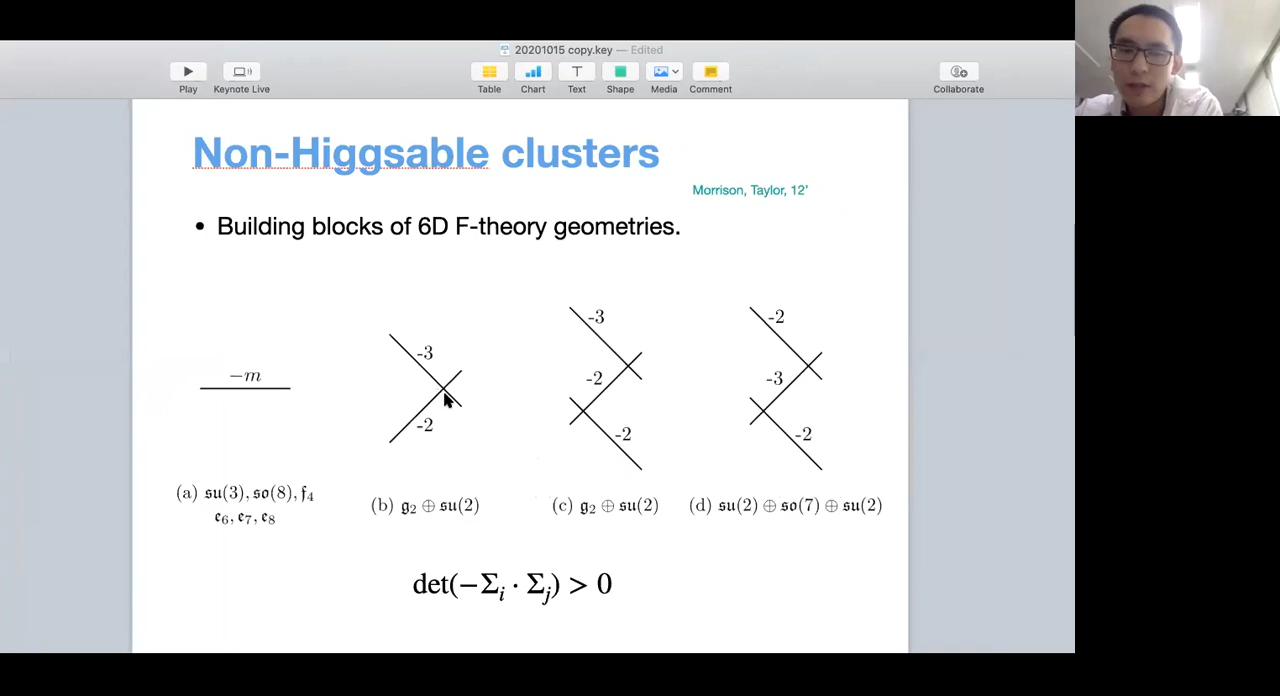 20201015 copy.key — Edited
Play
Keynote Live
Table
Chart
Text
Shape
Media
Comment
Collaborate
Non-Higgsable clusters
Morrison, Taylor, 12’
• Building blocks of 6D F-theory geometries.
−m
(a) 𝔰𝔲(3), 𝔰𝔬(8), 𝔣₄
𝔢₆, 𝔢₇, 𝔢₈
-3
-2
(b) 𝔤₂ ⊕ 𝔰𝔲(2)
-3
-2
-2
(c) 𝔤₂ ⊕ 𝔰𝔲(2)
-2
-3
-2
(d) 𝔰𝔲(2) ⊕ 𝔰𝔬(7) ⊕ 𝔰𝔲(2)
det(−Σᵢ · Σⱼ) > 0